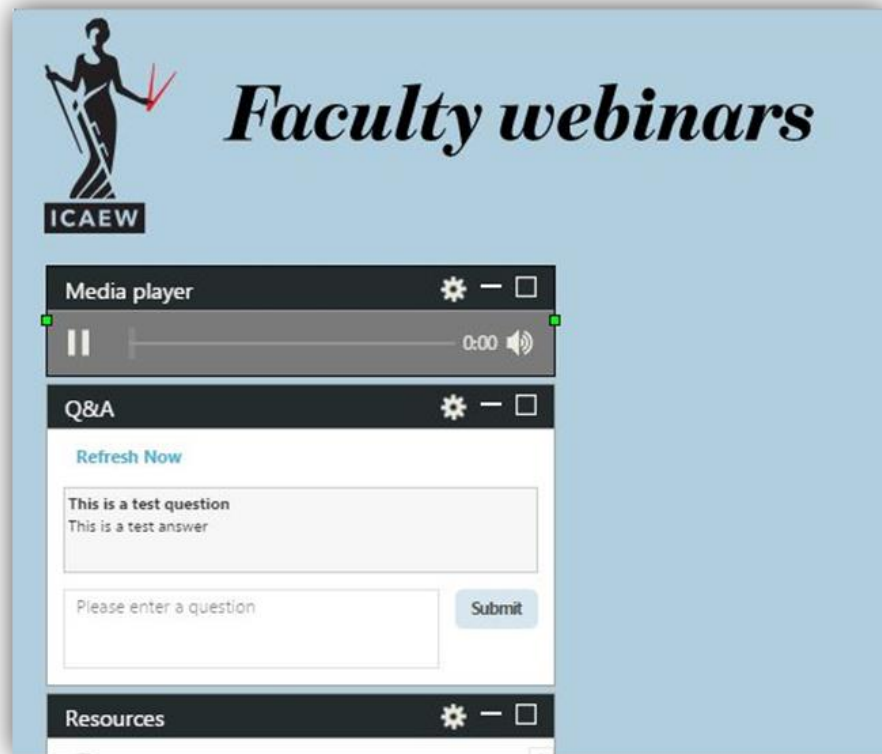 Faculty webinars
ICAEW
Media player
0:00
Q&A
Refresh Now
This is a test question
This is a test answer
Please enter a question
Submit
Resources